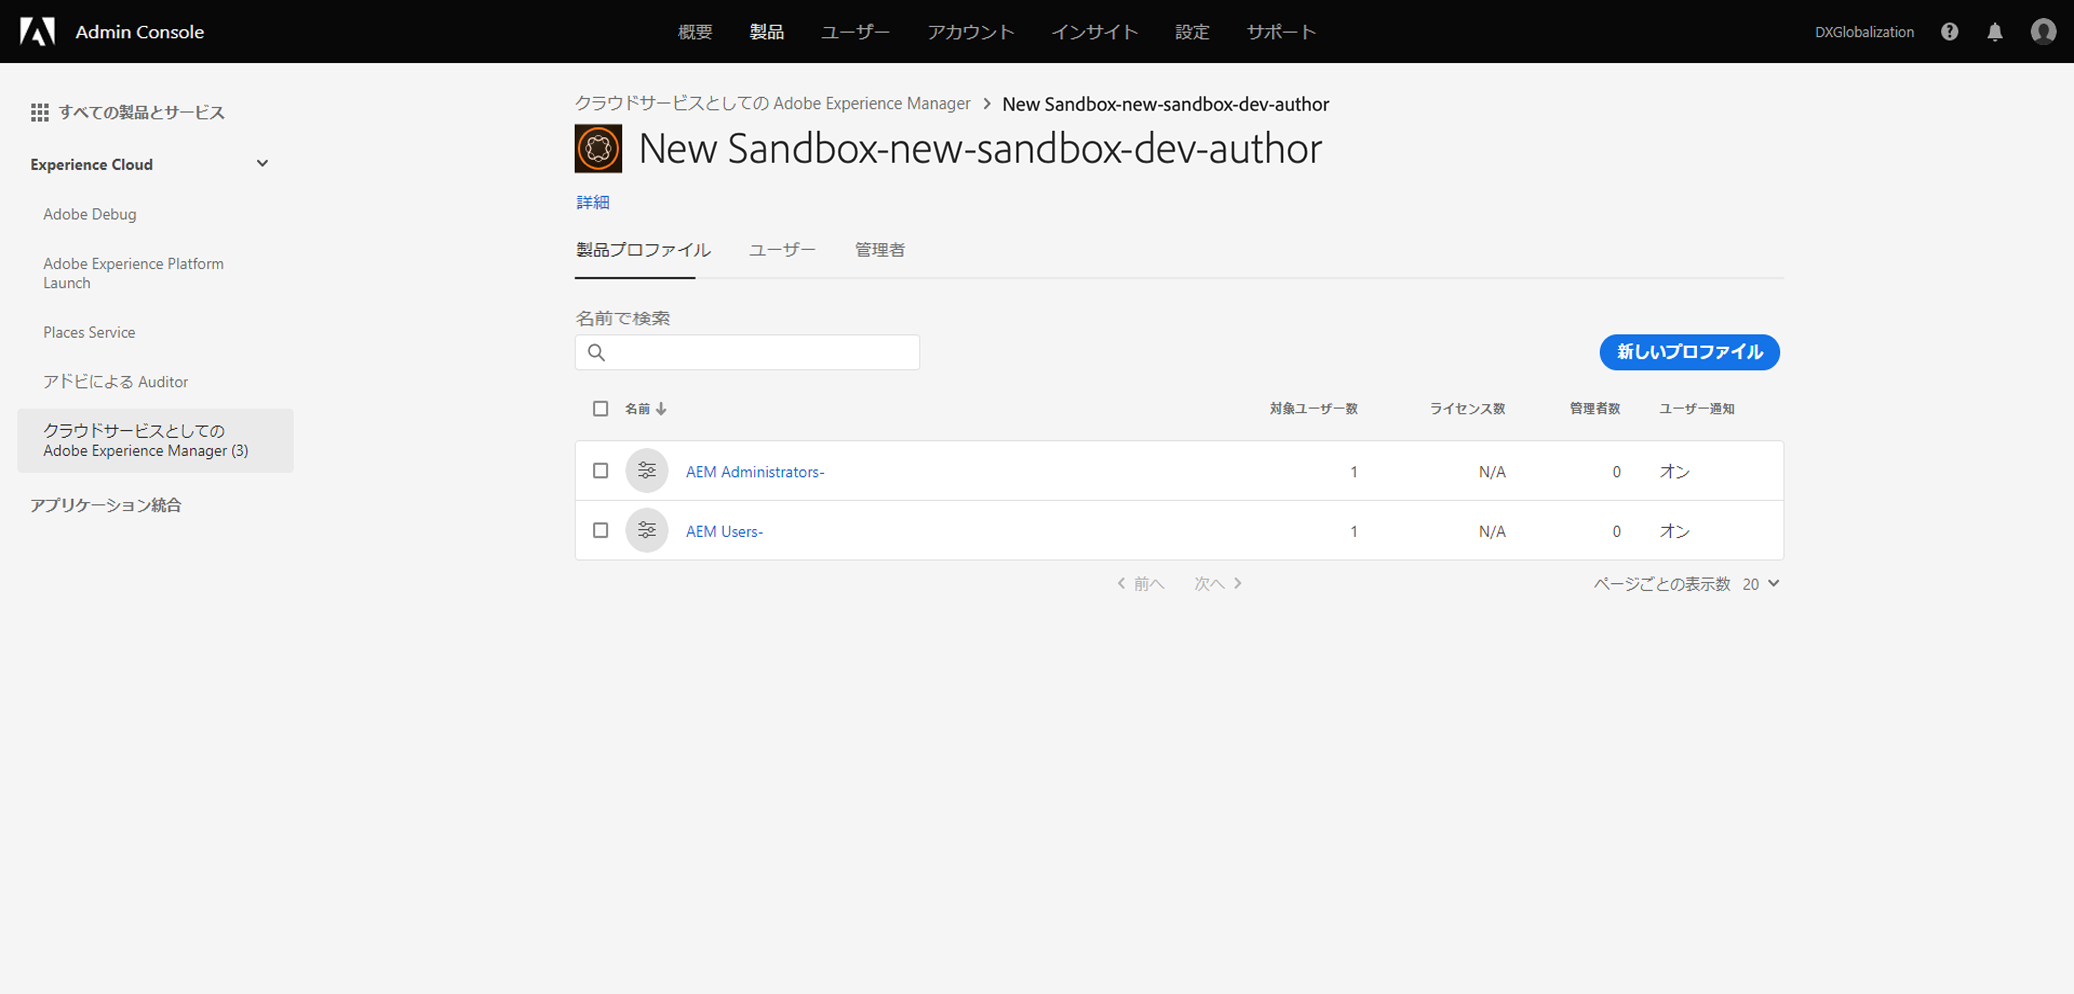 Admin Console
概要 製品 ユーザー アカウント インサイト 設定 サポート
DXGlobalization
すべての製品とサービス
Experience Cloud
Adobe Debug
Adobe Experience Platform
Launch
Places Service
アドビによる Auditor
クラウドサービスとしての
Adobe Experience Manager (3)
アプリケーション統合
クラウドサービスとしての Adobe Experience Manager > New Sandbox-new-sandbox-dev-author
New Sandbox-new-sandbox-dev-author
詳細
製品プロファイル ユーザー 管理者
名前で検索
新しいプロファイル
名前 対象ユーザー数 ライセンス数 管理者数 ユーザー通知
AEM Administrators- 1 N/A 0 オン
AEM Users- 1 N/A 0 オン
前へ 次へ
ページごとの表示数 20